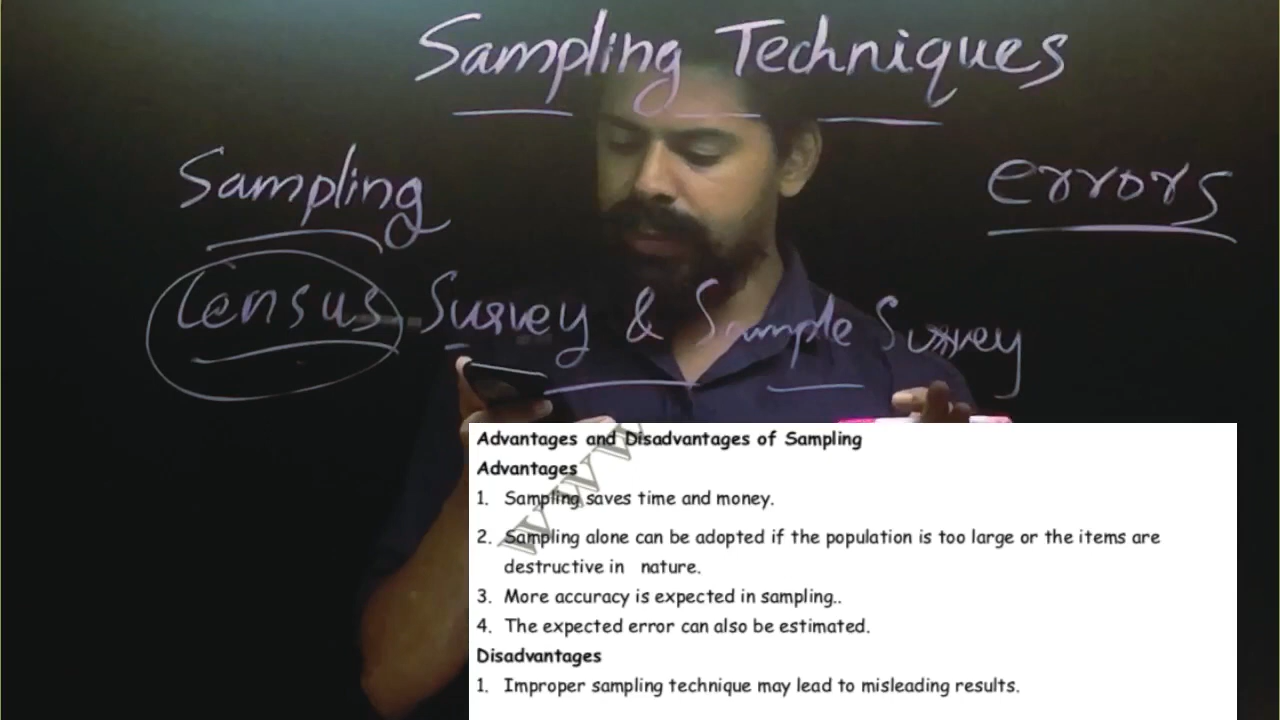 Sampling Techniques
Sampling
errors
Census Survey & Sample Survey
Advantages and Disadvantages of Sampling
Advantages
1. Sampling saves time and money.
2. Sampling alone can be adopted if the population is too large or the items are
destructive in nature.
3. More accuracy is expected in sampling..
4. The expected error can also be estimated.
Disadvantages
1. Improper sampling technique may lead to misleading results.
WWW